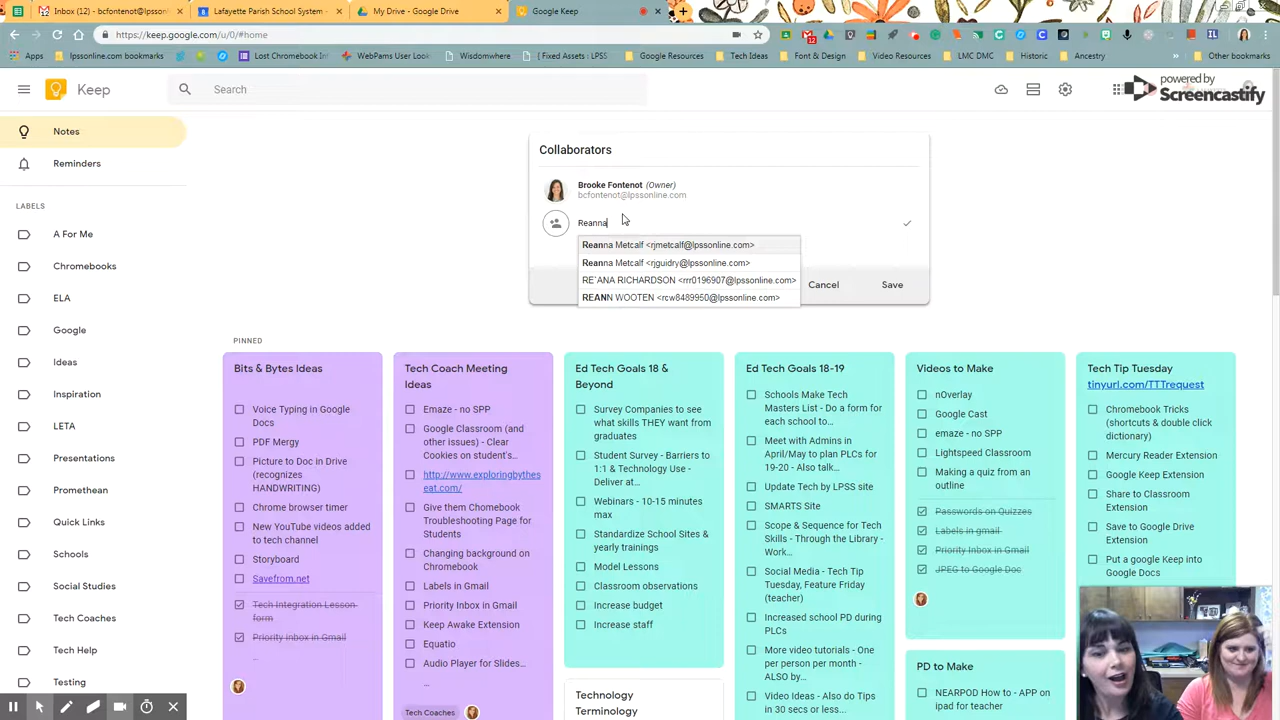 Inbox (12) - bcfontenot@lpsson
Lafayette Parish School System -
My Drive - Google Drive
Google Keep
https://keep.google.com/u/0/#home
Apps
lpssonline.com bookmarks
Lost Chromebook In
WebPams User Look
Wisdomwhere
[ Fixed Assets : LPSS
Google Resources
Tech Ideas
Font & Design
Video Resources
LMC DMC
Historic
Ancestry
Other bookmarks
Keep
Search
powered by
Screencastify
Notes
Reminders
LABELS
A For Me
Chromebooks
ELA
Google
Ideas
Inspiration
LETA
Presentations
Promethean
Quick Links
Schools
Social Studies
Tech Coaches
Tech Help
Testing
Collaborators
Brooke Fontenot (Owner)
bcfontenot@lpssonline.com
Reanna
Reanna Metcalf <rjmetcalf@lpssonline.com>
Reanna Metcalf <rjguidry@lpssonline.com>
RE'ANA RICHARDSON <rrr0196907@lpssonline.com>
REANN WOOTEN <rcw8489950@lpssonline.com>
Cancel
Save
PINNED
Bits & Bytes Ideas
Voice Typing in Google
Docs
PDF Mergy
Picture to Doc in Drive
(recognizes
HANDWRITING)
Chrome browser timer
New YouTube videos added
to tech channel
Storyboard
Savefrom.net
Tech Integration Lesson
form
Priority inbox in Gmail
...
Tech Coach Meeting
Ideas
Emaze - no SPP
Google Classroom (and
other issues) - Clear
Cookies on student's...
http://www.exploringbythes
eat.com/
Give them Chomebook
Troubleshooting Page for
Students
Changing background on
Chromebook
Labels in Gmail
Priority Inbox in Gmail
Keep Awake Extension
Equatio
Audio Player for Slides...
...
Tech Coaches
Ed Tech Goals 18 &
Beyond
Survey Companies to see
what skills THEY want from
graduates
Student Survey - Barriers to
1:1 & Technology Use -
Deliver at...
Webinars - 10-15 minutes
max
Standardize School Sites &
yearly trainings
Model Lessons
Classroom observations
Increase budget
Increase staff
Technology
Terminology
Ed Tech Goals 18-19
Schools Make Tech
Masters List - Do a form for
each school to...
Meet with Admins in
April/May to plan PLCs for
19-20 - Also talk...
Update Tech by LPSS site
SMARTS Site
Scope & Sequence for Tech
Skills - Through the Library -
Work...
Social Media - Tech Tip
Tuesday, Feature Friday
(teacher)
Increased school PD during
PLCs
More video tutorials - One
per person per month -
ALSO by...
Video Ideas - Also do Tips
in 30 secs or less...
Videos to Make
nOverlay
Google Cast
emaze - no SPP
Lightspeed Classroom
Making a quiz from an
outline
Passwords on Quizzes
Labels in gmail
Priority Inbox in Gmail
JPEG to Google Doc
PD to Make
NEARPOD How to - APP on
ipad for teacher
Tech Tip Tuesday
tinyurl.com/TTTrequest
Chromebook Tricks
(shortcuts & double click
dictionary)
Mercury Reader Extension
Google Keep Extension
Share to Classroom
Extension
Save to Google Drive
Extension
Put a google Keep into
Google Docs